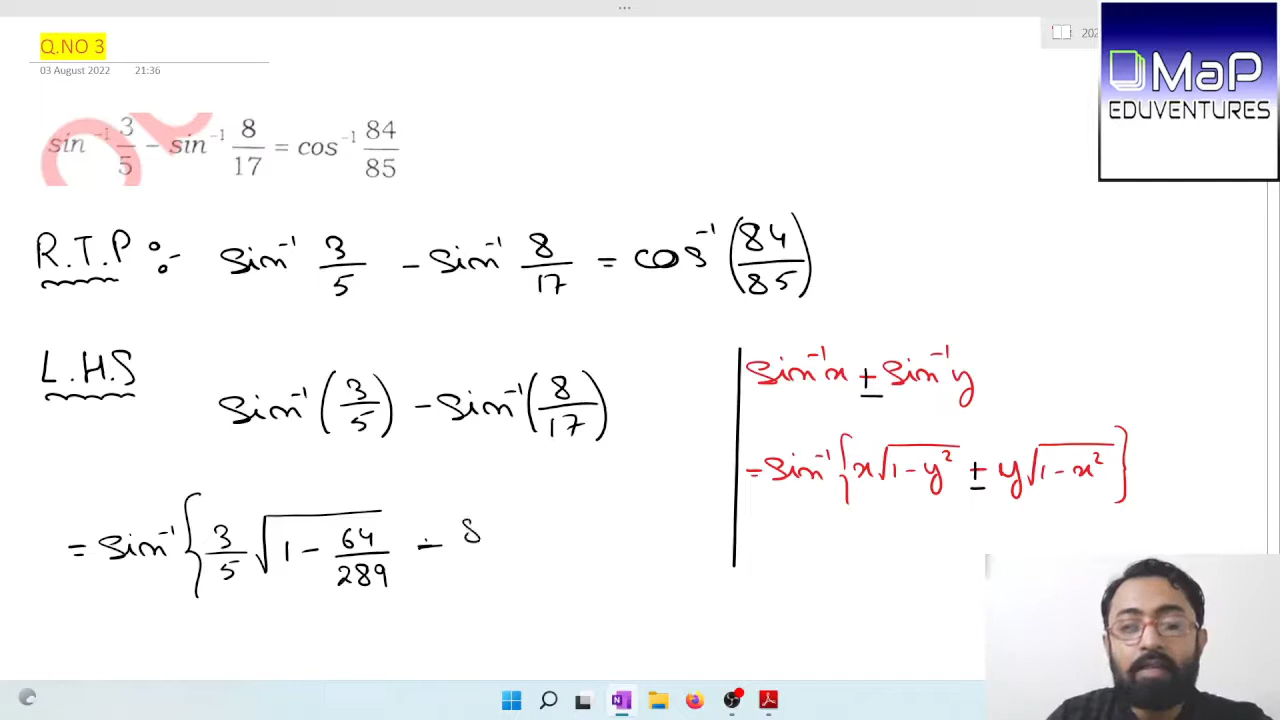 Q.NO 3
03 August 2022 21:36
202
MaP
EDUVENTURES
sin⁻¹ 3/5 − sin⁻¹ 8/17 = cos⁻¹ 84/85
R.T.P :- sin⁻¹ 3/5 − sin⁻¹ 8/17 = cos⁻¹ (84/85)
L.H.S
sin⁻¹(3/5) − sin⁻¹(8/17)
= sin⁻¹ { 3/5 √(1 − 64/289) − 8
sin⁻¹x ± sin⁻¹y
= sin⁻¹ { x√(1 − y²) ± y√(1 − x²) }